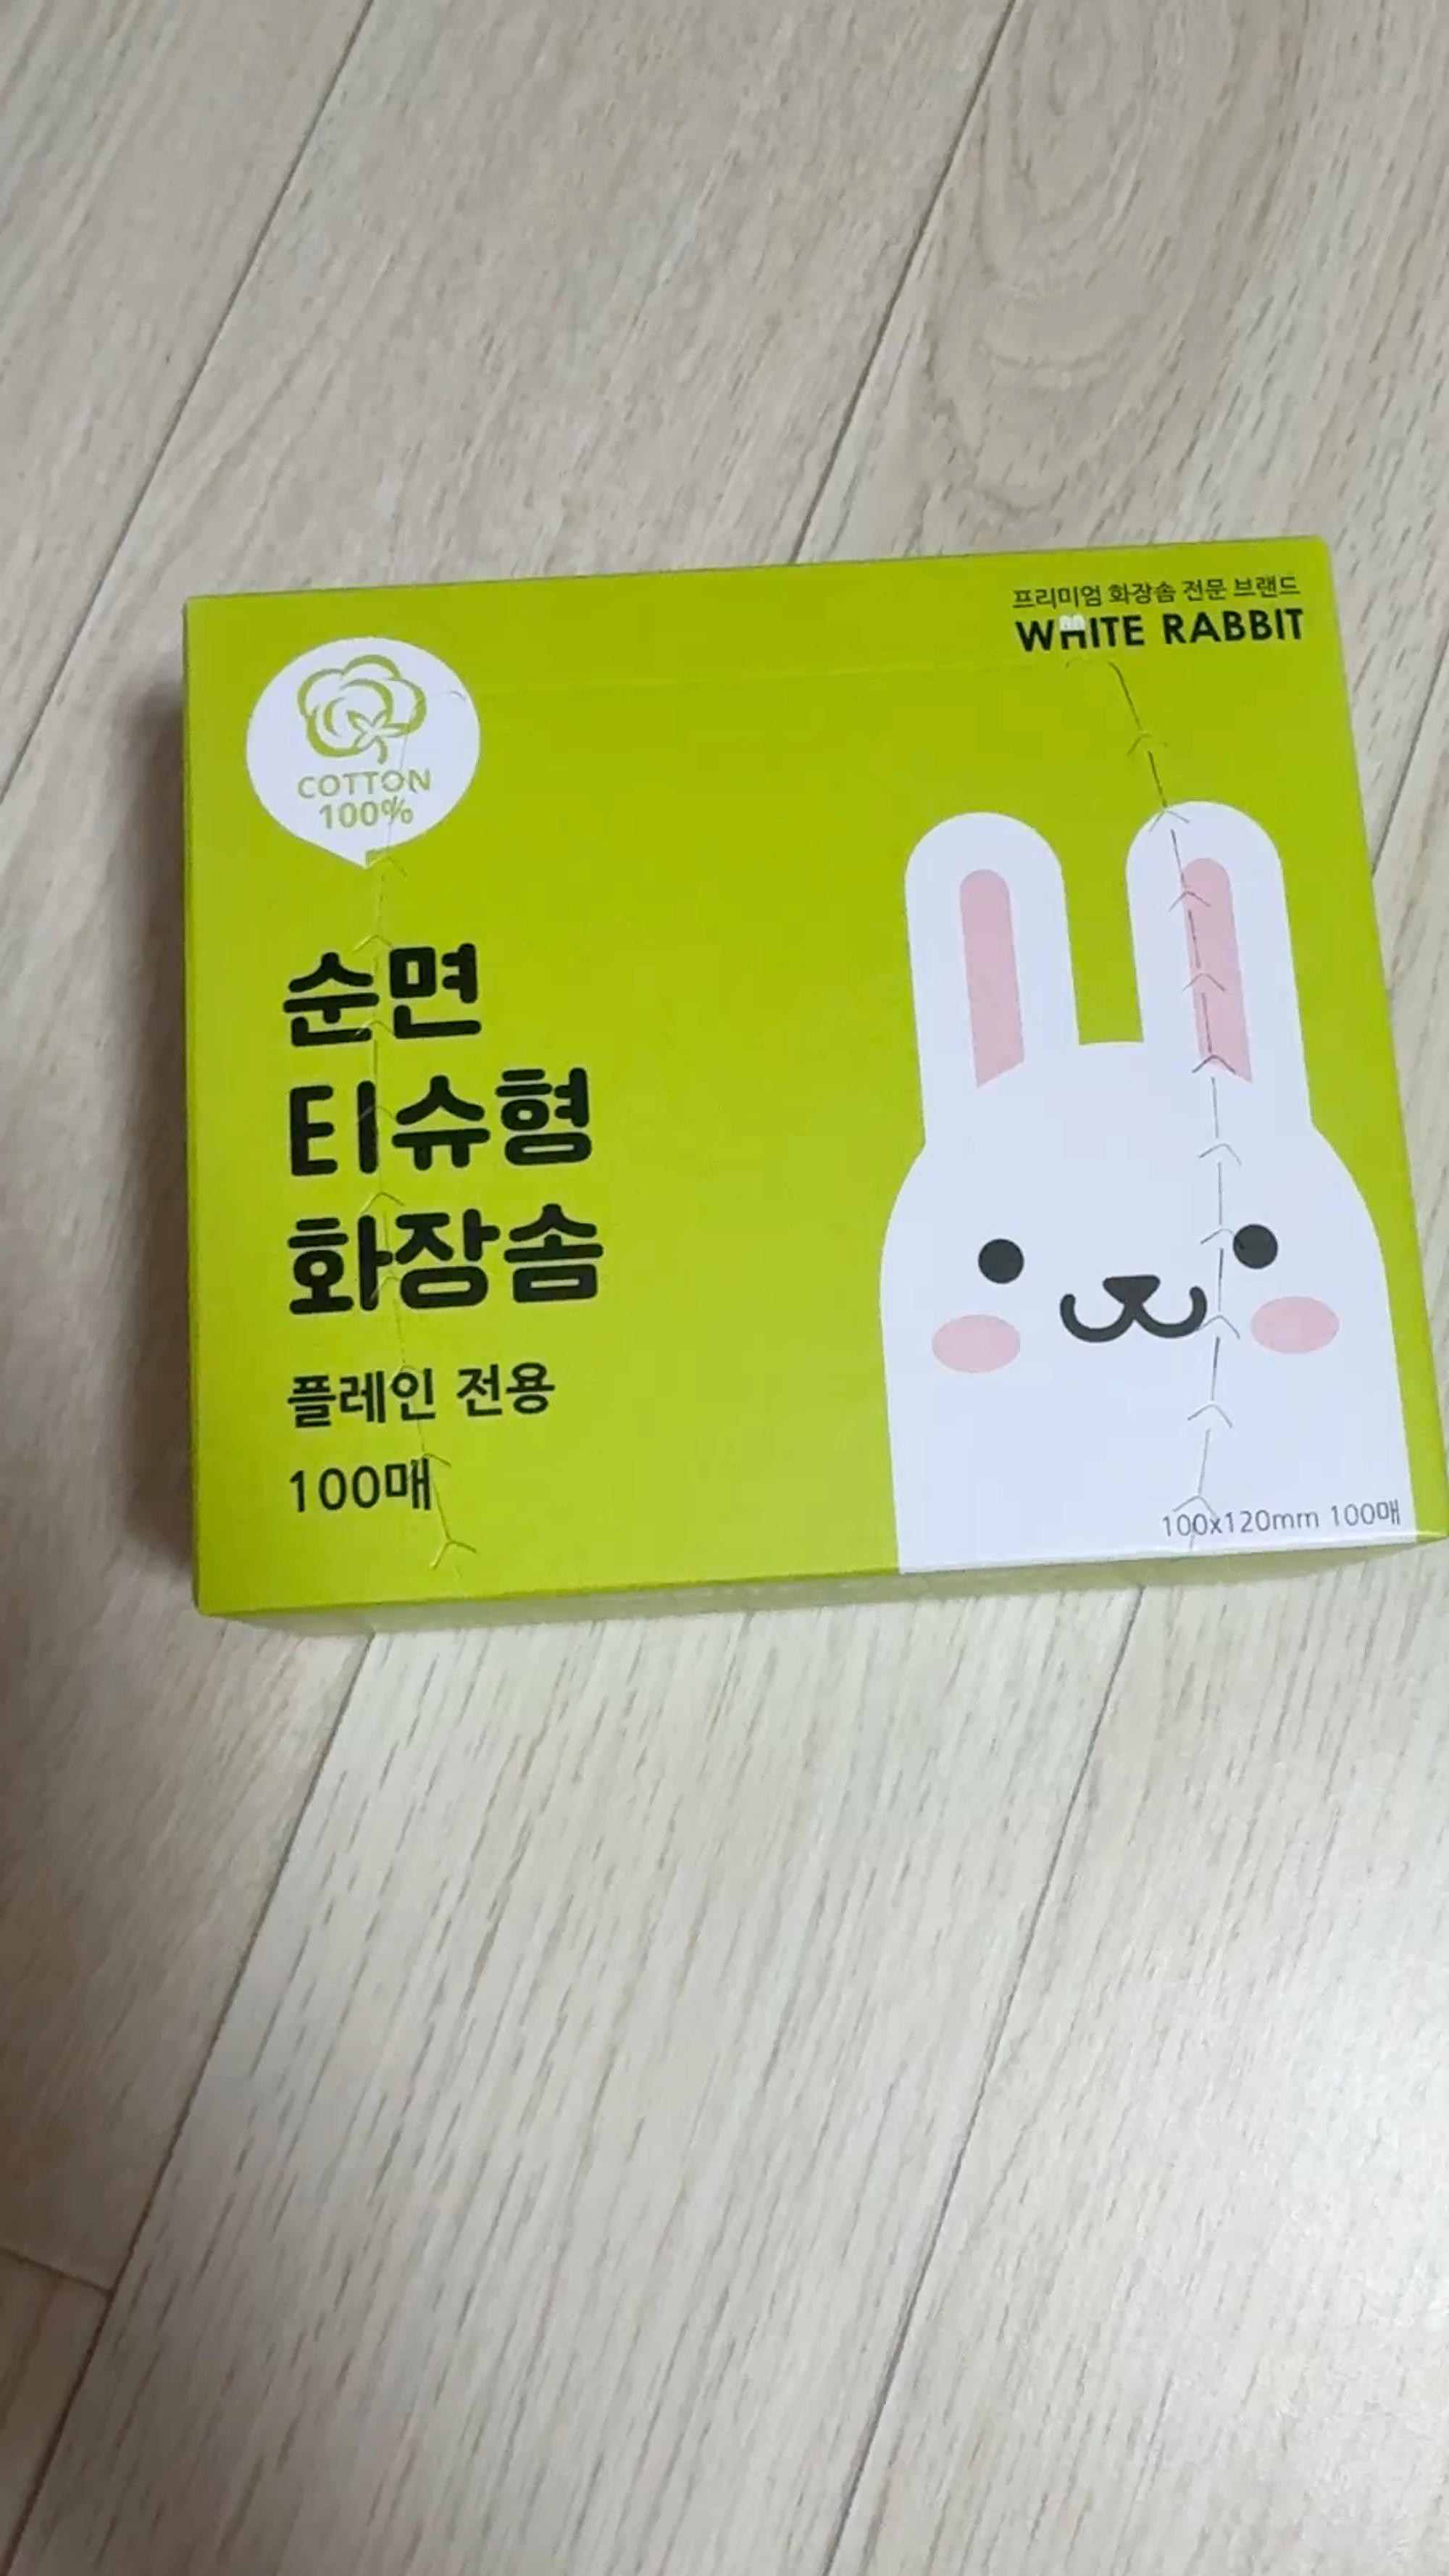 프리미엄 화장솜 전문 브랜드
WHITE RABBIT
COTTON
100%
순면
티슈형
화장솜
플레인 전용
100매
100x120mm 100매